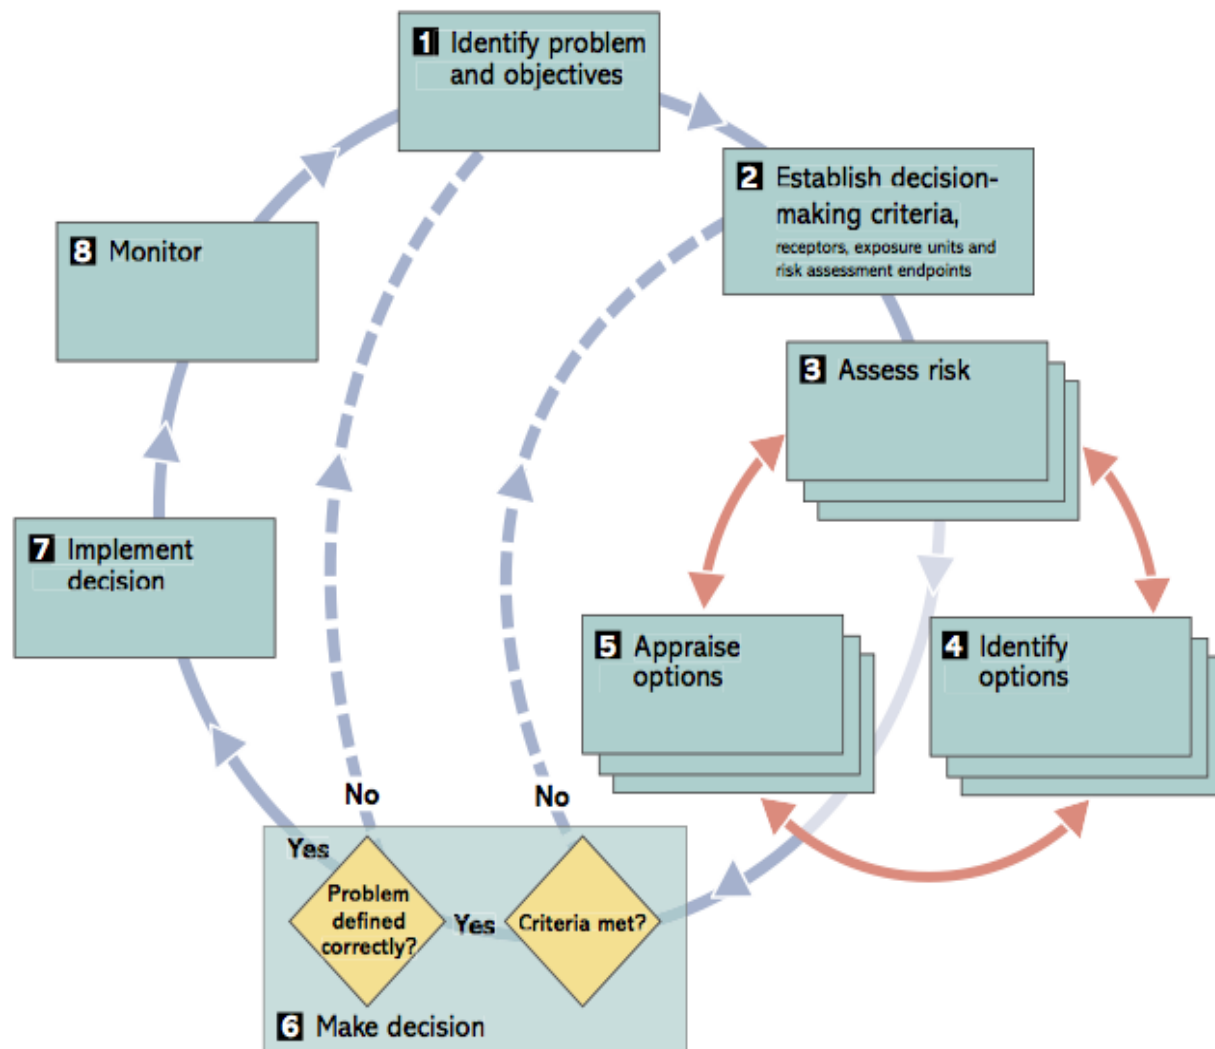 1 Identify problem
and objectives
2 Establish decision-
making criteria,
receptors, exposure units and
risk assessment endpoints
3 Assess risk
4 Identify
options
5 Appraise
options
No
No
Yes
Problem
defined
correctly?
Yes
Criteria met?
6 Make decision
7 Implement
decision
8 Monitor